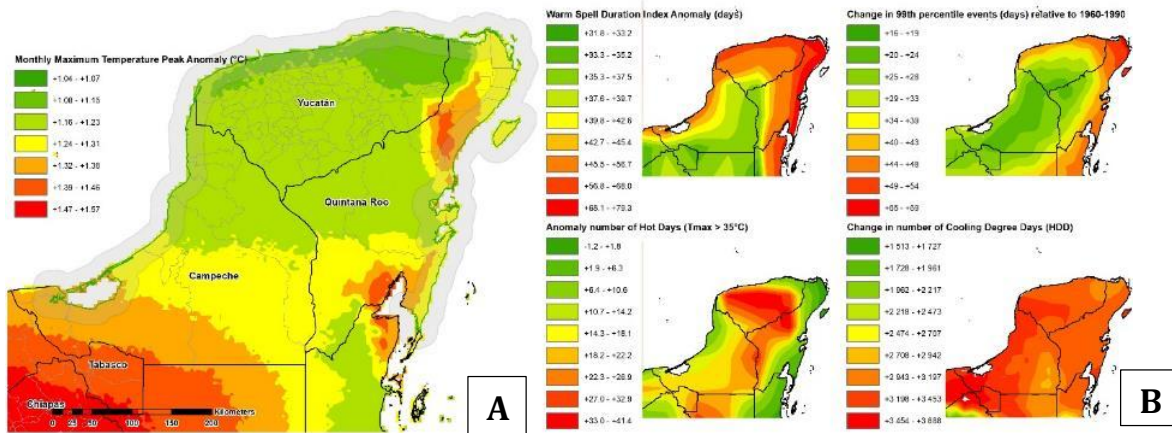 Monthly Maximum Temperature Peak Anomaly (°C)
+1.04 - +1.07
+1.08 - +1.15
+1.16 - +1.23
+1.24 - +1.31
+1.32 - +1.38
+1.39 - +1.46
+1.47 - +1.57
Yucatán
Quintana Roo
Campeche
Tabasco
Chiapas
Kilometers
0 25 50 100 150 200
A
Warm Spell Duration Index Anomaly (days)
+31.8 - +33.2
+33.3 - +35.2
+35.3 - +37.5
+37.6 - +39.7
+39.8 - +42.6
+42.7 - +45.4
+45.5 - +56.7
+56.8 - +68.0
+68.1 - +79.3
Change in 99th percentile events (days) relative to 1960-1990
+16 - +19
+20 - +24
+25 - +28
+29 - +33
+34 - +39
+40 - +43
+44 - +48
+49 - +54
Anomaly number of Hot Days (Tmax > 35°C)
-1.2 - +1.8
+1.9 - +6.3
+6.4 - +10.6
+10.7 - +14.2
+14.3 - +18.1
+18.2 - +22.2
+22.3 - +26.9
+27.0 - +32.9
+33.0 - +41.4
Change in number of Cooling Degree Days (HDD)
+1 513 - +1 727
+1 728 - +1 961
+1 962 - +2 217
+2 218 - +2 473
+2 474 - +2 707
+2 708 - +2 942
+2 943 - +3 197
+3 198 - +3 453
B